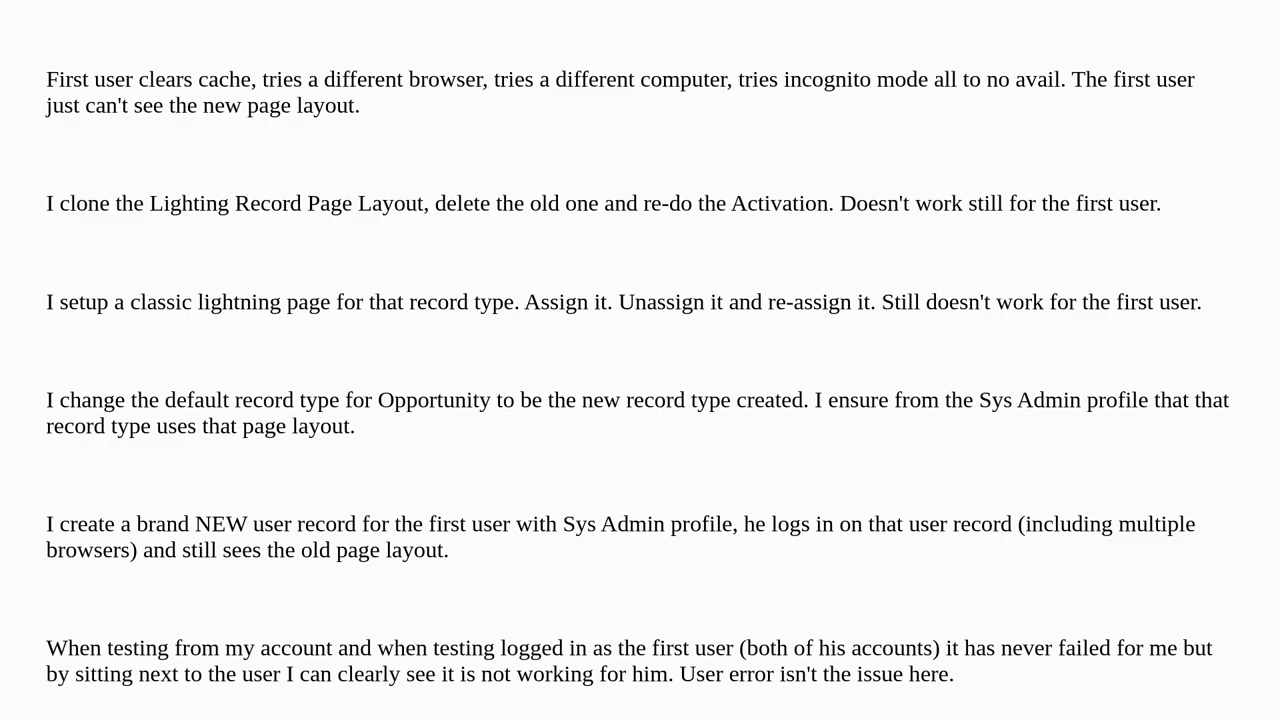 First user clears cache, tries a different browser, tries a different computer, tries incognito mode all to no avail. The first user
just can't see the new page layout.
I clone the Lighting Record Page Layout, delete the old one and re-do the Activation. Doesn't work still for the first user.
I setup a classic lightning page for that record type. Assign it. Unassign it and re-assign it. Still doesn't work for the first user.
I change the default record type for Opportunity to be the new record type created. I ensure from the Sys Admin profile that that
record type uses that page layout.
I create a brand NEW user record for the first user with Sys Admin profile, he logs in on that user record (including multiple
browsers) and still sees the old page layout.
When testing from my account and when testing logged in as the first user (both of his accounts) it has never failed for me but
by sitting next to the user I can clearly see it is not working for him. User error isn't the issue here.